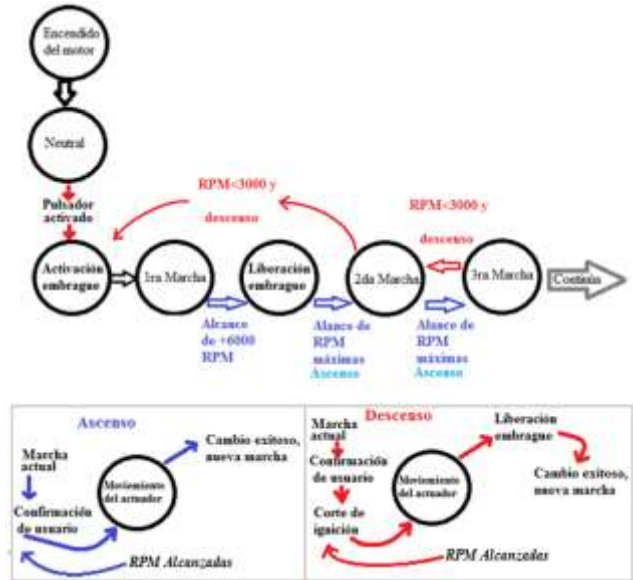 Encendido
del motor
Neutral
Pulsador
activado
RPM<3000 y
descenso
RPM<3000 y
descenso
Activación
embrague
1ra Marcha
Liberación
embrague
2da Marcha
3ra Marcha
Continúa
Alcance
de +6000
RPM
Alance de
RPM
máximas
Ascenso
Alance de
RPM
máximas
Ascenso
Ascenso
Marcha
actual
Confirmación
de usuario
Moviemiento
del actuador
Cambio exitoso,
nueva marcha
RPM Alcanzadas
Descenso
Marcha
actual
Confirmación
de usuario
Corte de
ignición
Moviemiento
del actuador
Liberación
embrague
Cambio exitoso,
nueva marcha
RPM Alcanzadas